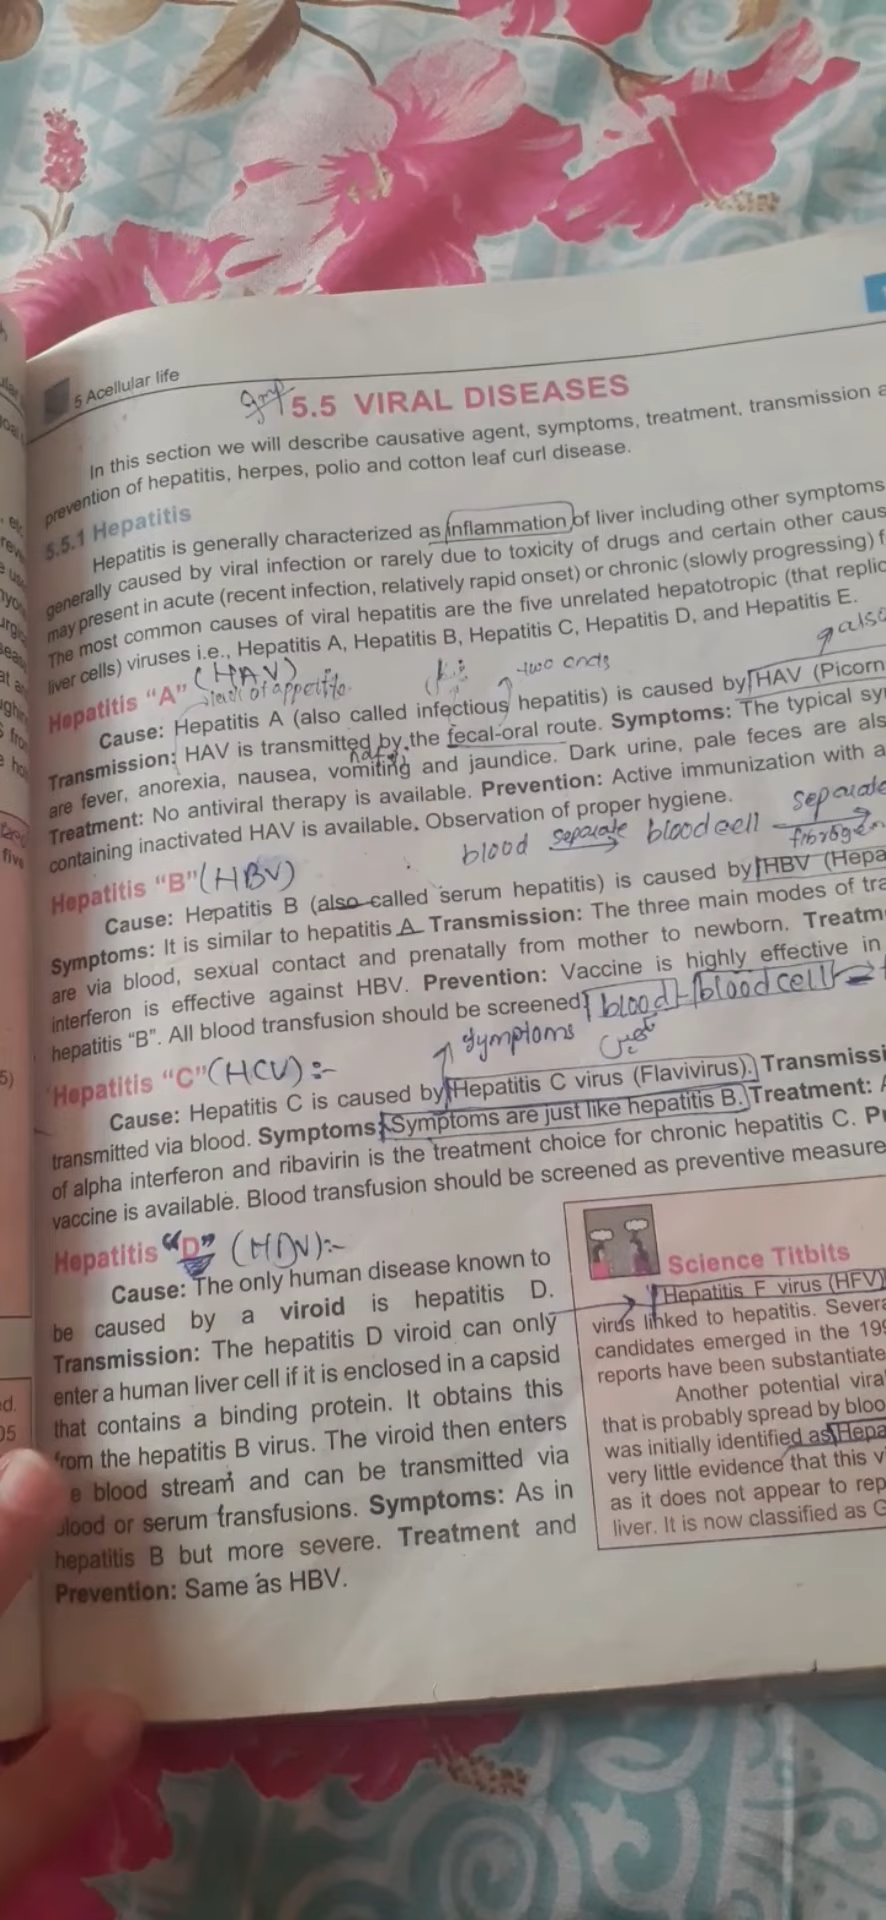 5 Acellular life
5.5 VIRAL DISEASES
In this section we will describe causative agent, symptoms, treatment, transmission a
prevention of hepatitis, herpes, polio and cotton leaf curl disease.
5.5.1 Hepatitis
Hepatitis is generally characterized as inflammation of liver including other symptoms
generally caused by viral infection or rarely due to toxicity of drugs and certain other caus
may present in acute (recent infection, relatively rapid onset) or chronic (slowly progressing) f
The most common causes of viral hepatitis are the five unrelated hepatotropic (that replic
liver cells) viruses i.e., Hepatitis A, Hepatitis B, Hepatitis C, Hepatitis D, and Hepatitis E.
also
Hepatitis "A" (HAV)
lack of appetite. two ends
Cause: Hepatitis A (also called infectious hepatitis) is caused by HAV (Picorn
Transmission: HAV is transmitted by the fecal-oral route. Symptoms: The typical sy
are fever, anorexia, nausea, vomiting and jaundice. Dark urine, pale feces are als
Treatment: No antiviral therapy is available. Prevention: Active immunization with a
containing inactivated HAV is available. Observation of proper hygiene.
blood separate blood cell separate
Hepatitis "B" (HBV)
Cause: Hepatitis B (also called serum hepatitis) is caused by HBV (Hepa
Symptoms: It is similar to hepatitis A Transmission: The three main modes of tra
are via blood, sexual contact and prenatally from mother to newborn. Treatm
interferon is effective against HBV. Prevention: Vaccine is highly effective in
hepatitis "B". All blood transfusion should be screened blood - blood cell
symptoms
Hepatitis "C" (HCV):-
Cause: Hepatitis C is caused by Hepatitis C virus (Flavivirus). Transmissi
transmitted via blood. Symptoms: Symptoms are just like hepatitis B. Treatment: A
of alpha interferon and ribavirin is the treatment choice for chronic hepatitis C. Pr
vaccine is available. Blood transfusion should be screened as preventive measure
Hepatitis "D" (HDV):-
Cause: The only human disease known to
be caused by a viroid is hepatitis D.
Transmission: The hepatitis D viroid can only
enter a human liver cell if it is enclosed in a capsid
that contains a binding protein. It obtains this
from the hepatitis B virus. The viroid then enters
e blood stream and can be transmitted via
blood or serum transfusions. Symptoms: As in
hepatitis B but more severe. Treatment and
Prevention: Same as HBV.
Science Titbits
Hepatitis F virus (HFV)
virus linked to hepatitis. Severa
candidates emerged in the 199
reports have been substantiate
Another potential vira
that is probably spread by bloo
was initially identified as Hepa
very little evidence that this v
as it does not appear to rep
liver. It is now classified as G